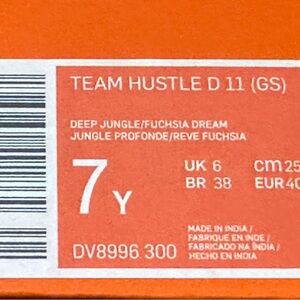 TEAM HUSTLE D 11 (GS)
DEEP JUNGLE/FUCHSIA DREAM
JUNGLE PROFONDE/REVE FUCHSIA
7Y
UK 6 CM 25
BR 38 EUR 40
MADE IN INDIA /
FABRIQUE EN INDE /
FABRICADO NA ÍNDIA /
HECHO EN INDIA
DV8996 300